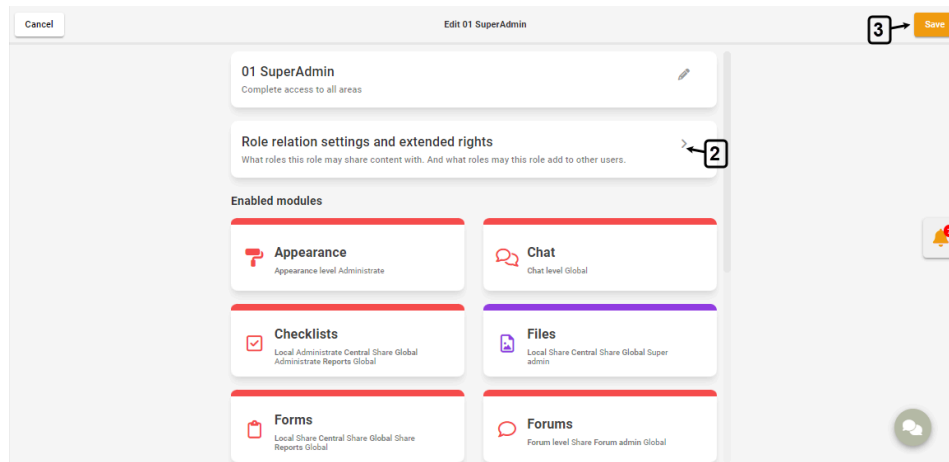 Cancel
Edit 01 SuperAdmin
3
Save
01 SuperAdmin
Complete access to all areas
Role relation settings and extended rights
What roles this role may share content with. And what roles may this role add to other users.
2
Enabled modules
Appearance
Appearance level Administrate
Chat
Chat level Global
Checklists
Local Administrate Central Share Global
Administrate Reports Global
Files
Local Share Central Share Global Super
admin
Forms
Local Share Central Share Global Share
Reports Global
Forums
Forum level Share Forum admin Global